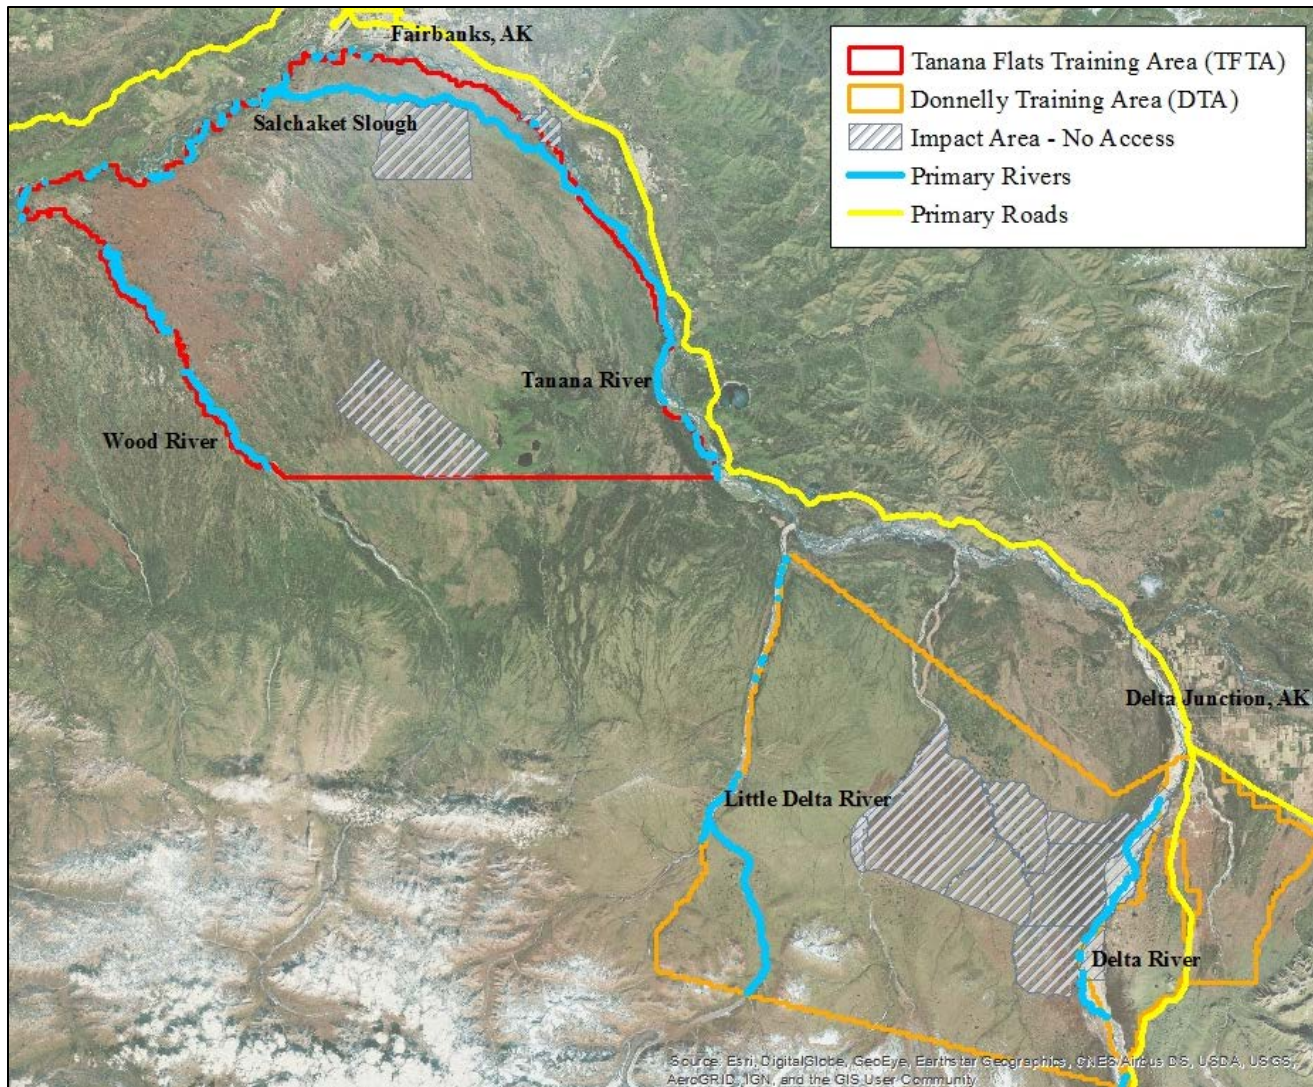 Fairbanks, AK
Tanana Flats Training Area (TFTA)
Donnelly Training Area (DTA)
Impact Area - No Access
Primary Rivers
Primary Roads
Salchaket Slough
Tanana River
Wood River
Delta Junction, AK
Little Delta River
Delta River
Source: Esri, DigitalGlobe, GeoEye, Earthstar Geographics, CNES/Airbus DS, USDA, USGS,
AeroGRID, IGN, and the GIS User Community